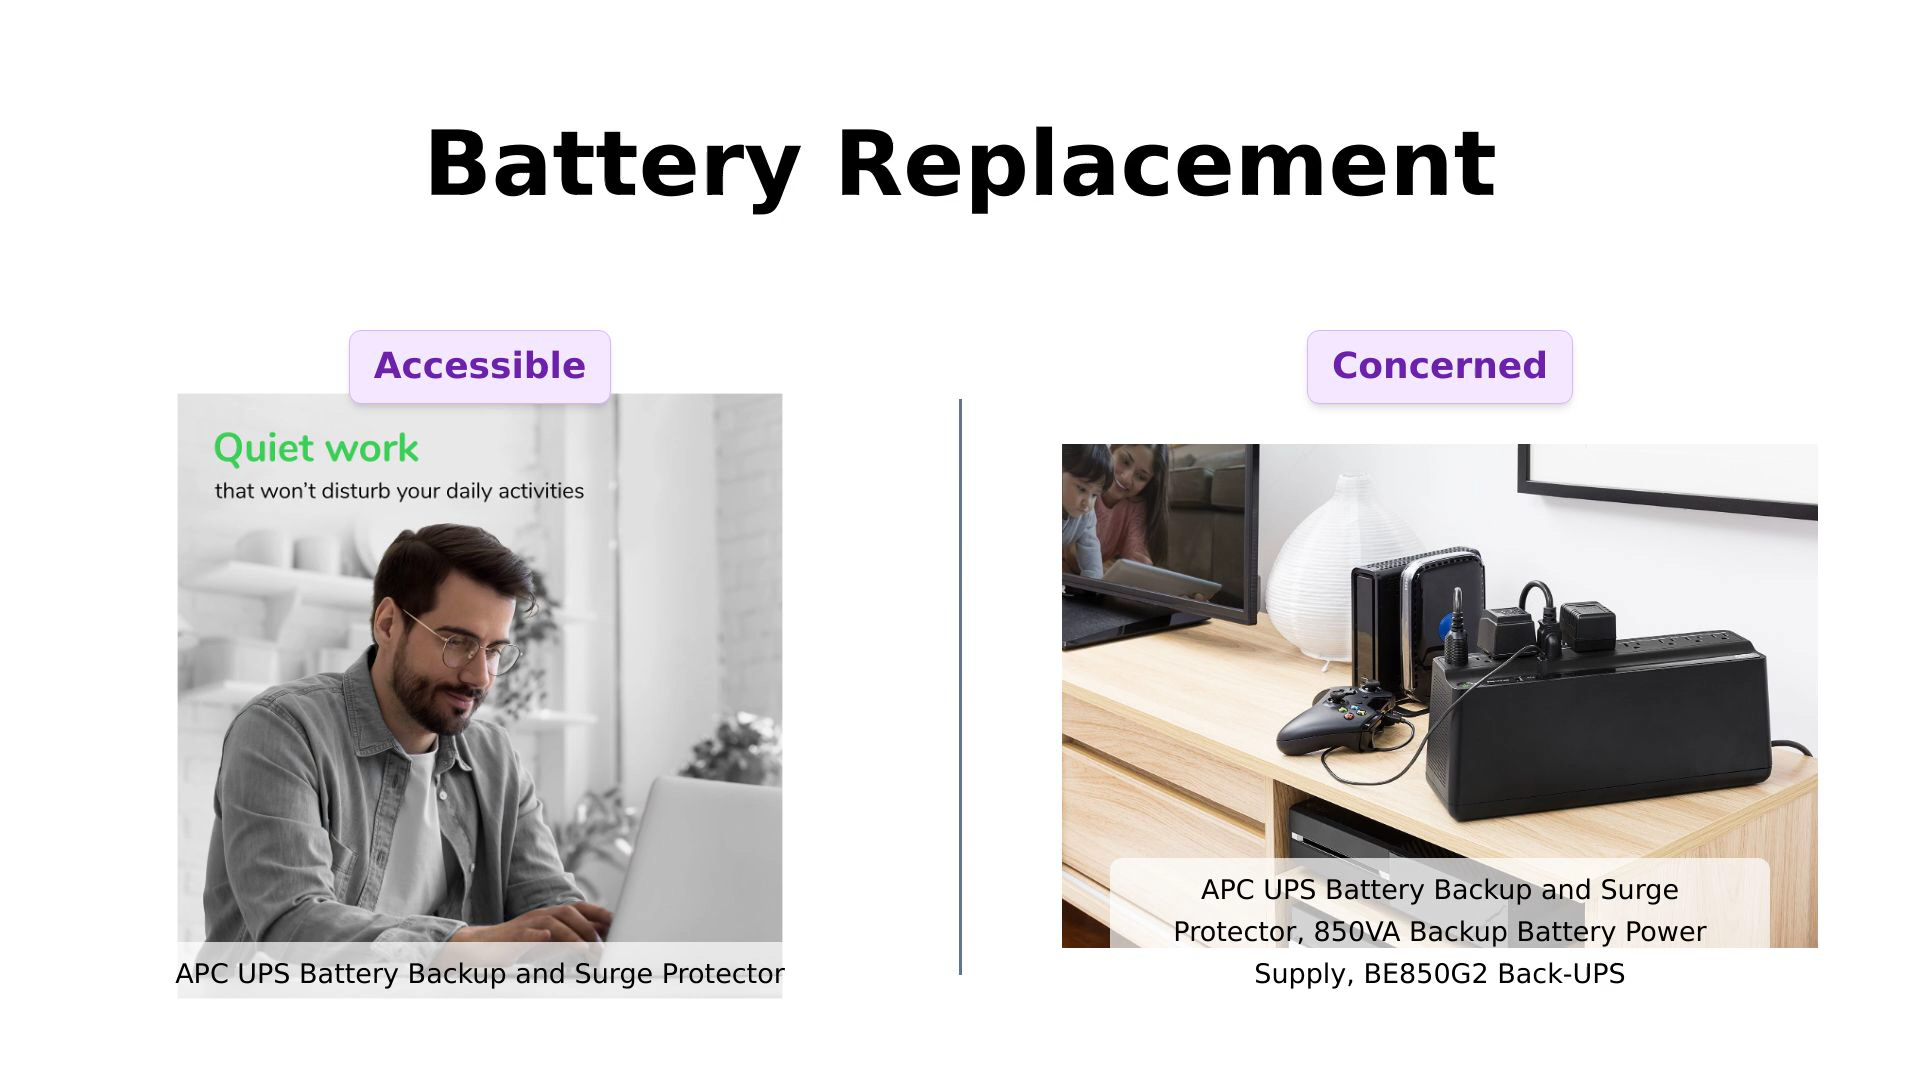 Battery Replacement
Accessible
Concerned
Quiet work
that won’t disturb your daily activities
APC UPS Battery Backup and Surge Protector
APC UPS Battery Backup and Surge
Protector, 850VA Backup Battery Power
Supply, BE850G2 Back-UPS